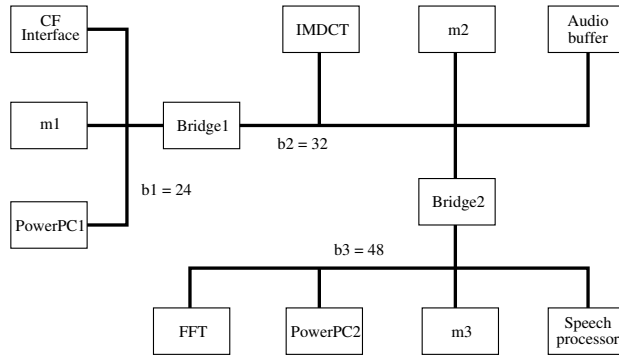 CF
Interface
IMDCT
m2
Audio
buffer
m1
Bridge1
b2 = 32
b1 = 24
PowerPC1
Bridge2
b3 = 48
FFT
PowerPC2
m3
Speech
processor